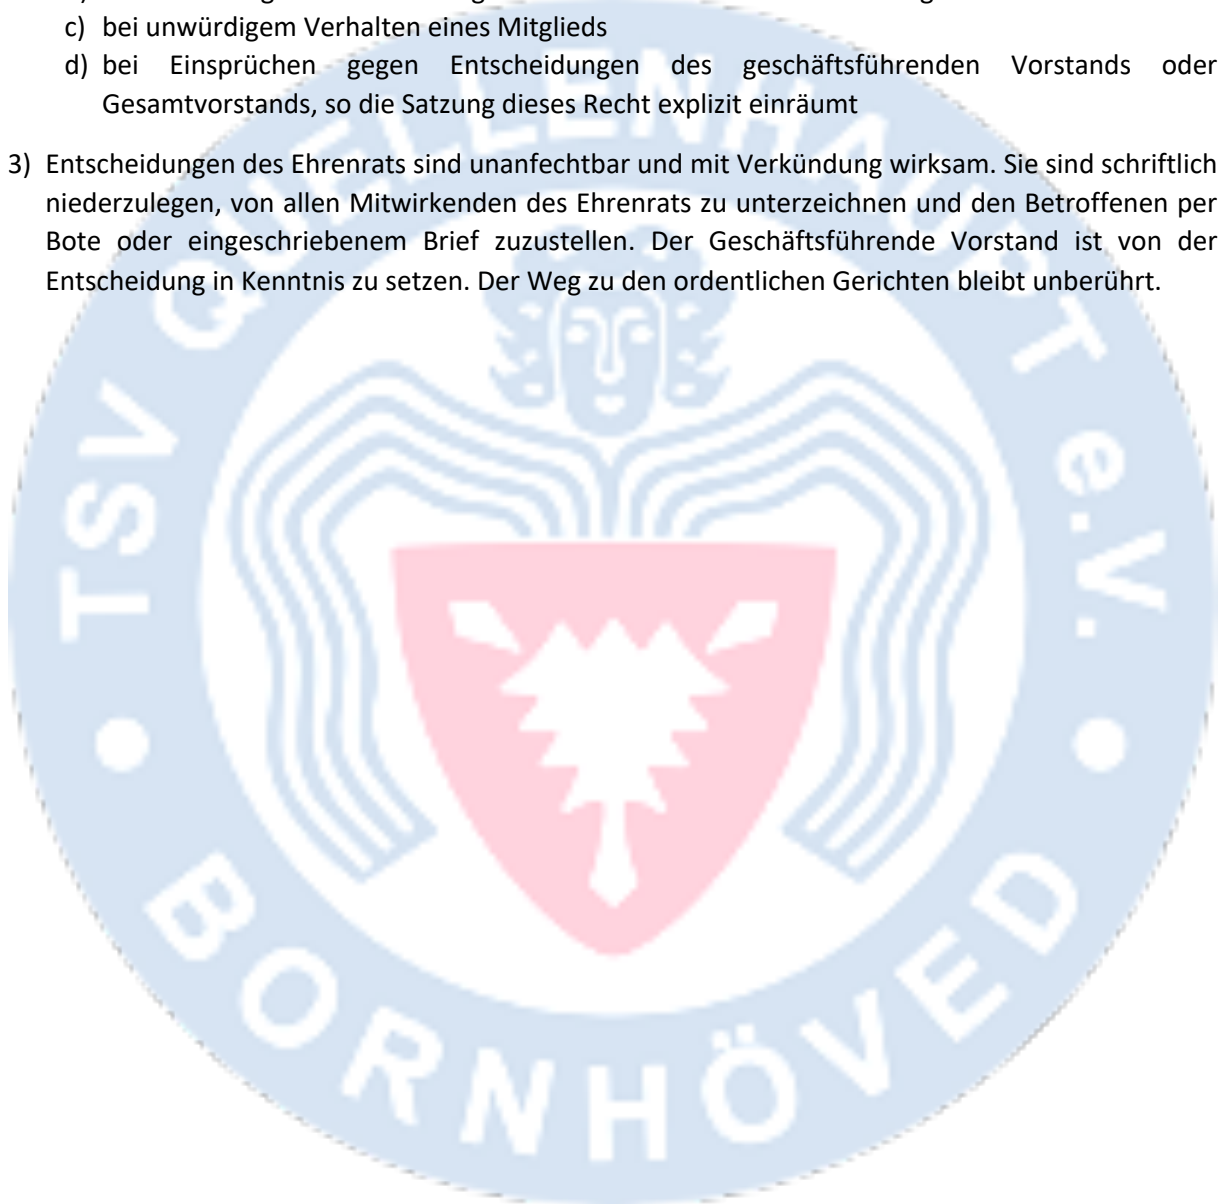 c) bei unwürdigem Verhalten eines Mitglieds
d) bei Einsprüchen gegen Entscheidungen des geschäftsführenden Vorstands oder
Gesamtvorstands, so die Satzung dieses Recht explizit einräumt
3) Entscheidungen des Ehrenrats sind unanfechtbar und mit Verkündung wirksam. Sie sind schriftlich
niederzulegen, von allen Mitwirkenden des Ehrenrats zu unterzeichnen und den Betroffenen per
Bote oder eingeschriebenem Brief zuzustellen. Der Geschäftsführende Vorstand ist von der
Entscheidung in Kenntnis zu setzen. Der Weg zu den ordentlichen Gerichten bleibt unberührt.
TSV QUELLENHAUPT e.V.
• BORNHÖVED •